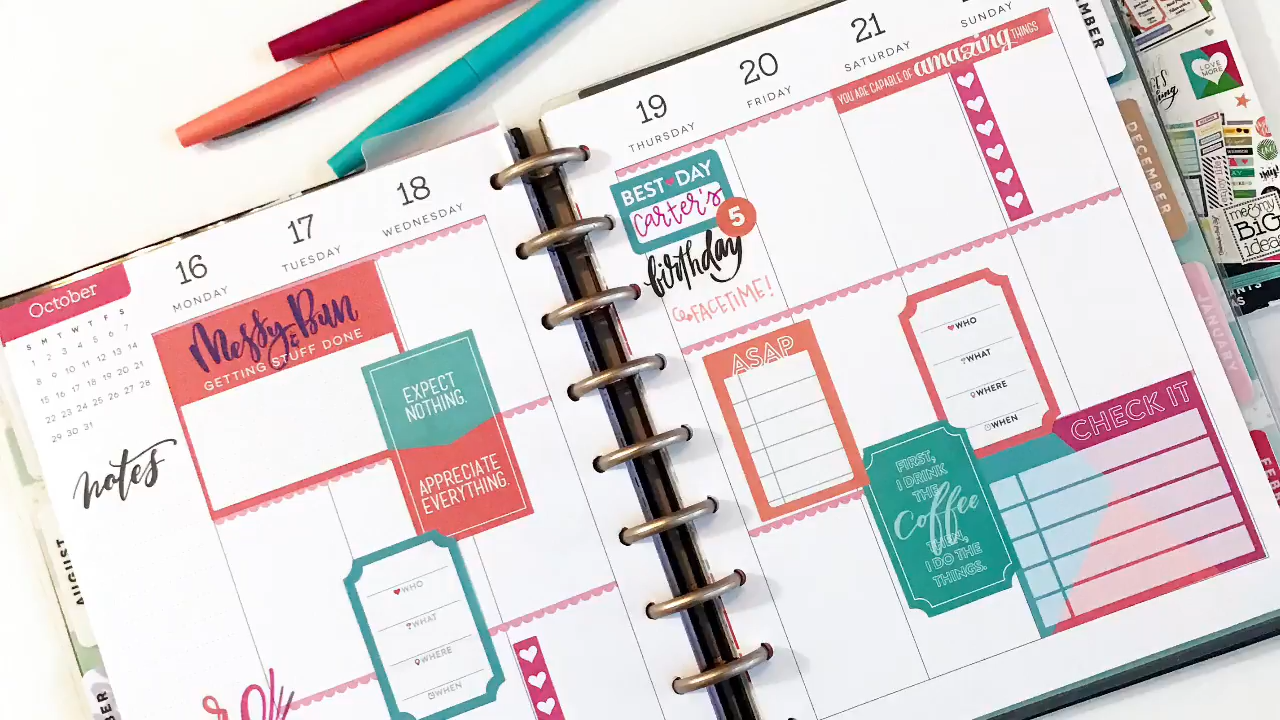 October
S M T W T F S
1 2 3 4 5 6 7
8 9 10 11 12 13 14
15 16 17 18 19 20 21
22 23 24 25 26 27 28
29 30 31
notes
16
MONDAY
17
TUESDAY
18
WEDNESDAY
Messy Bun
&
GETTING STUFF DONE
EXPECT
NOTHING.
APPRECIATE
EVERYTHING.
WHO
?WHAT
WHERE
WHEN
AUGUST
19
THURSDAY
20
FRIDAY
21
SATURDAY
SUNDAY
YOU ARE CAPABLE OF amazing THINGS
BEST DAY
Carter's
5
birthday
FACETIME!
ASAP
WHO
?WHAT
WHERE
WHEN
FIRST,
I DRINK
THE
Coffee
THEN,
I DO THE
THINGS.
CHECK IT
DECEMBER
JANUARY
LOVE
MORE
me & my
BIG
ideas